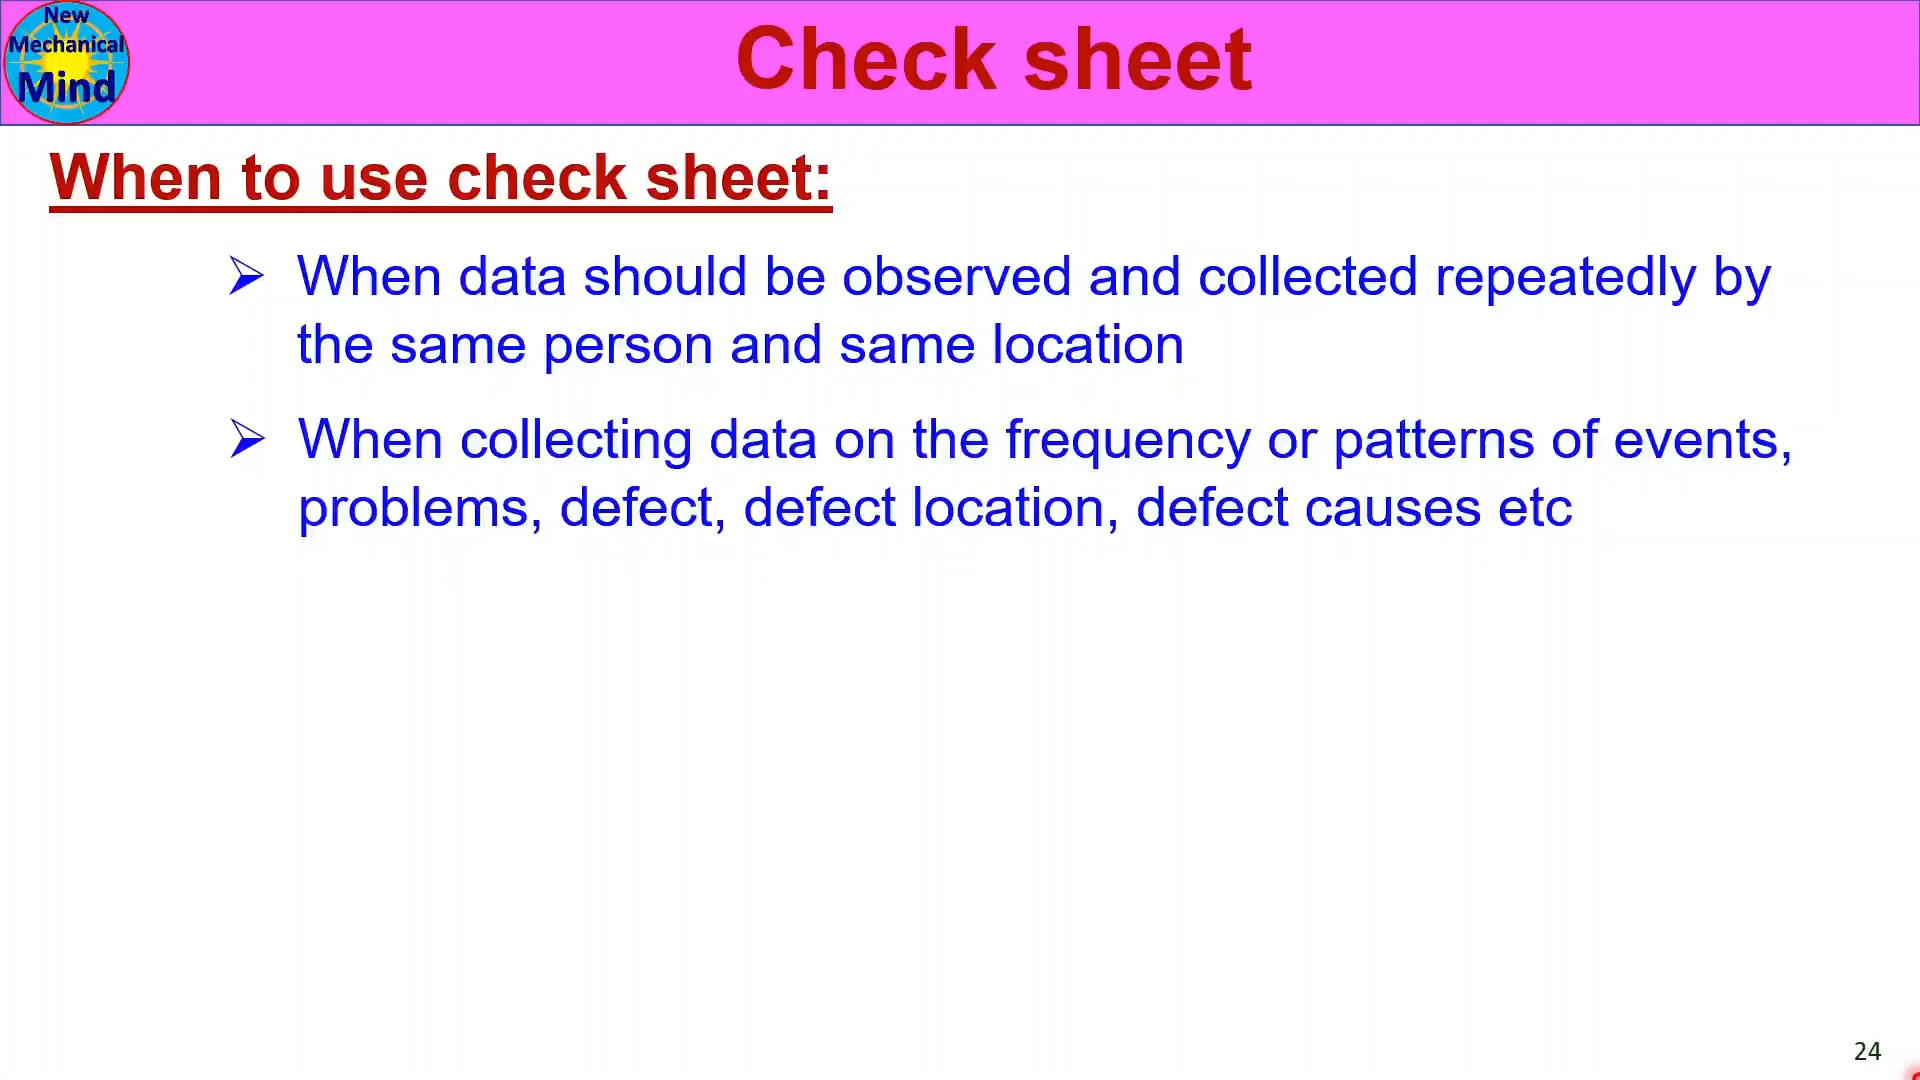 New
Mechanical
Mind
Check sheet
When to use check sheet:
➢ When data should be observed and collected repeatedly by
the same person and same location
➢ When collecting data on the frequency or patterns of events,
problems, defect, defect location, defect causes etc
24